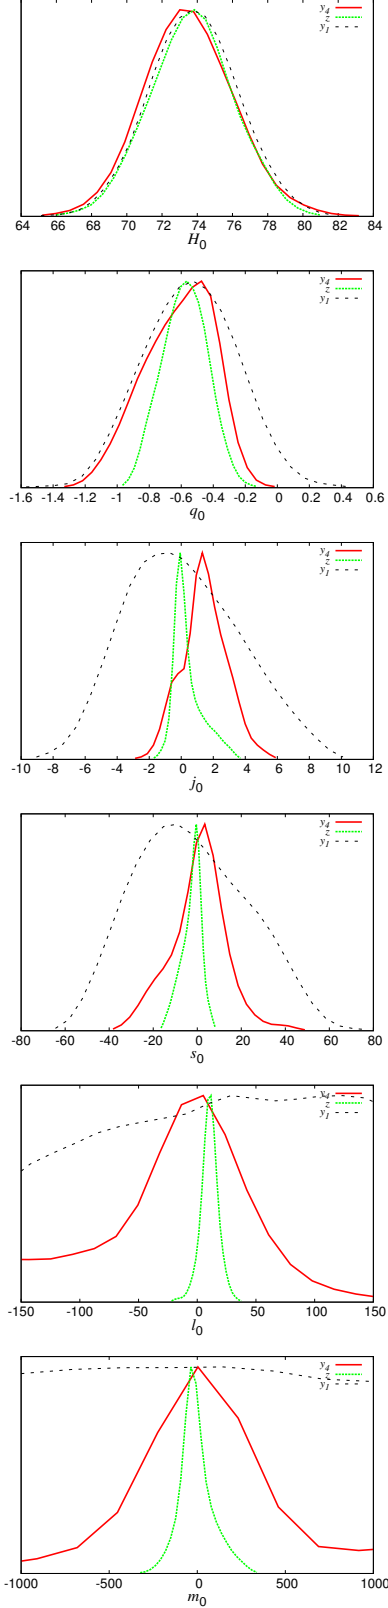 y₄
z
y₁
64 66 68 70 72 74 76 78 80 82 84
H₀
y₄
z
y₁
-1.6 -1.4 -1.2 -1 -0.8 -0.6 -0.4 -0.2 0 0.2 0.4 0.6
q₀
y₄
z
y₁
-10 -8 -6 -4 -2 0 2 4 6 8 10 12
j₀
y₄
z
y₁
-80 -60 -40 -20 0 20 40 60 80
s₀
y₄
z
y₁
-150 -100 -50 0 50 100 150
l₀
y₄
z
y₁
-1000 -500 0 500 1000
m₀